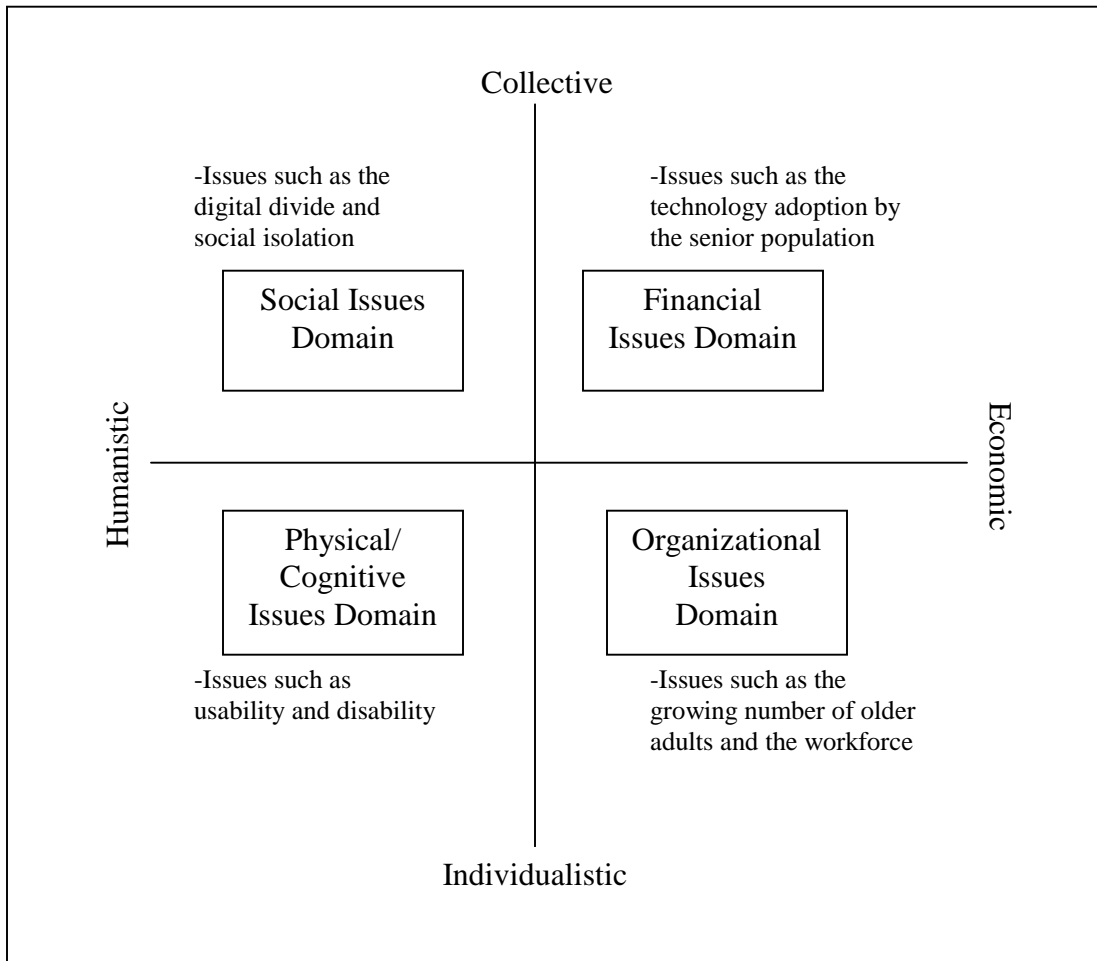 Collective
-Issues such as the
digital divide and
social isolation
-Issues such as the
technology adoption by
the senior population
Social Issues
Domain
Financial
Issues Domain
Humanistic
Economic
Physical/
Cognitive
Issues Domain
Organizational
Issues
Domain
-Issues such as
usability and disability
-Issues such as the
growing number of older
adults and the workforce
Individualistic